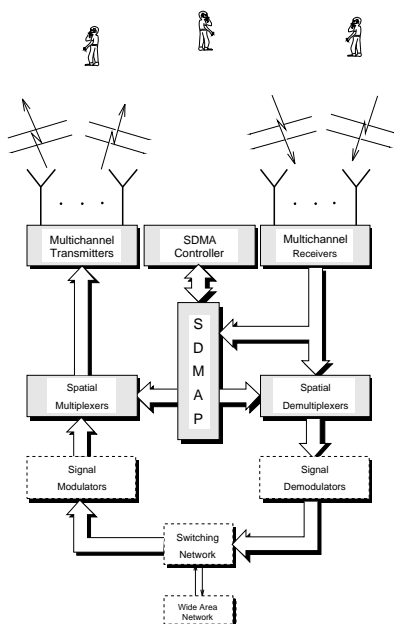 Multichannel
Transmitters
SDMA
Controller
Multichannel
Receivers
S
D
M
A
P
Spatial
Multiplexers
Spatial
Demultiplexers
Signal
Modulators
Signal
Demodulators
Switching
Network
Wide Area
Network